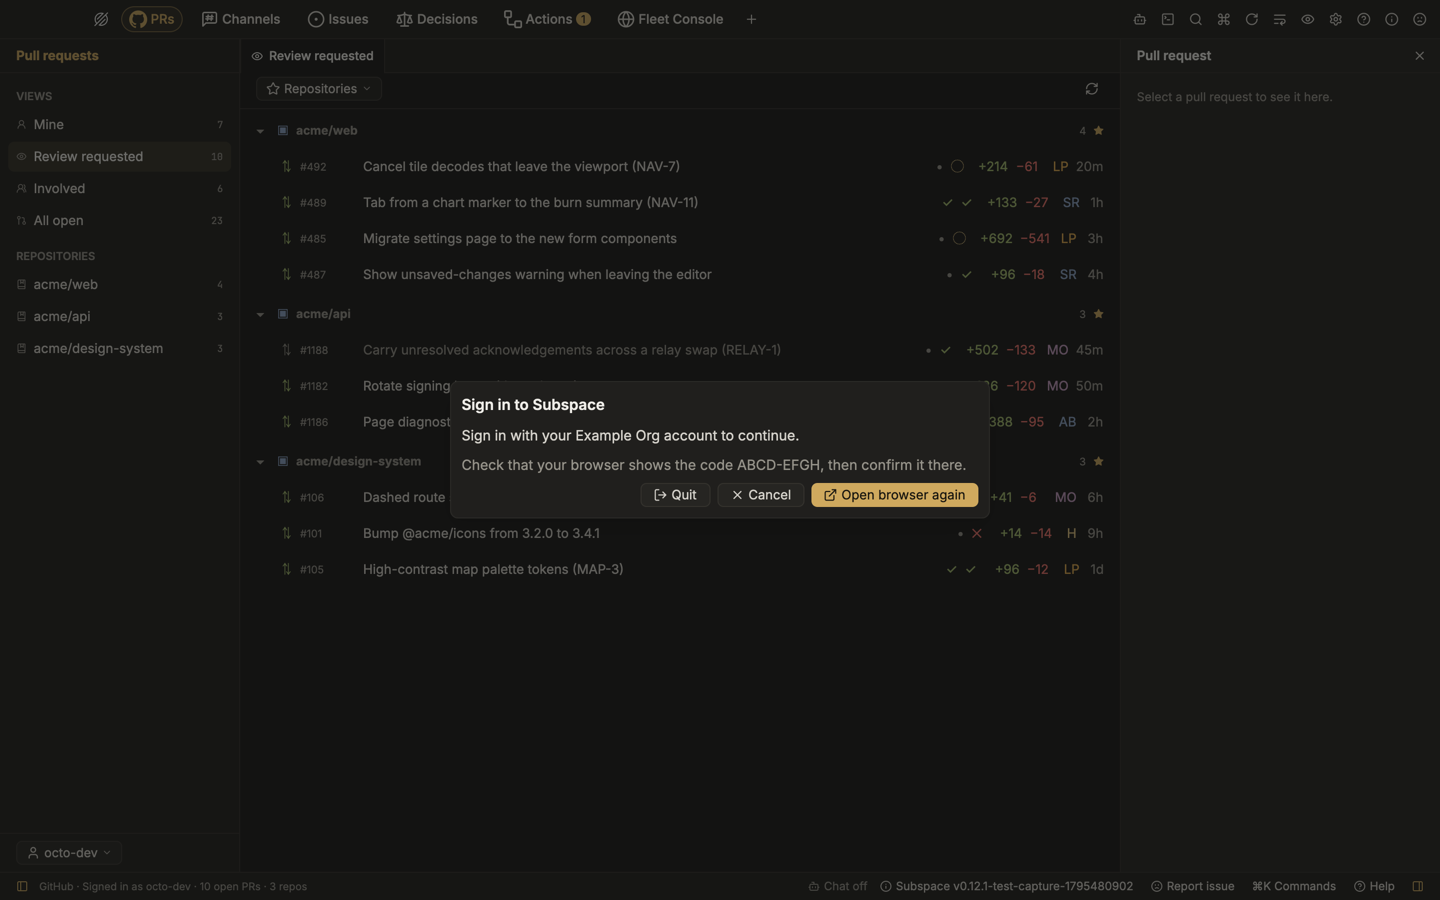 PRs Channels Issues Decisions Actions 1 Fleet Console
Pull requests
Review requested
Pull request
Repositories
Select a pull request to see it here.
VIEWS
Mine 7
Review requested 10
Involved 6
All open 23
REPOSITORIES
acme/web 4
acme/api 3
acme/design-system 3
acme/web 4
#492 Cancel tile decodes that leave the viewport (NAV-7) +214 −61 LP 20m
#489 Tab from a chart marker to the burn summary (NAV-11) +133 −27 SR 1h
#485 Migrate settings page to the new form components +692 −541 LP 3h
#487 Show unsaved-changes warning when leaving the editor +96 −18 SR 4h
acme/api 3
#1188 Carry unresolved acknowledgements across a relay swap (RELAY-1) +502 −133 MO 45m
#1182 Rotate signing −120 MO 50m
#1186 Page 388 −95 AB 2h
acme/design-system 3
#106 Dashed route +41 −6 MO 6h
#101 Bump @acme/icons from 3.2.0 to 3.4.1 +14 −14 H 9h
#105 High-contrast map palette tokens (MAP-3) +96 −12 LP 1d
Sign in to Subspace
Sign in with your Example Org account to continue.
Check that your browser shows the code ABCD-EFGH, then confirm it there.
Quit Cancel Open browser again
octo-dev
GitHub · Signed in as octo-dev · 10 open PRs · 3 repos
Chat off Subspace v0.12.1-test-capture-1795480902 Report issue ⌘K Commands Help